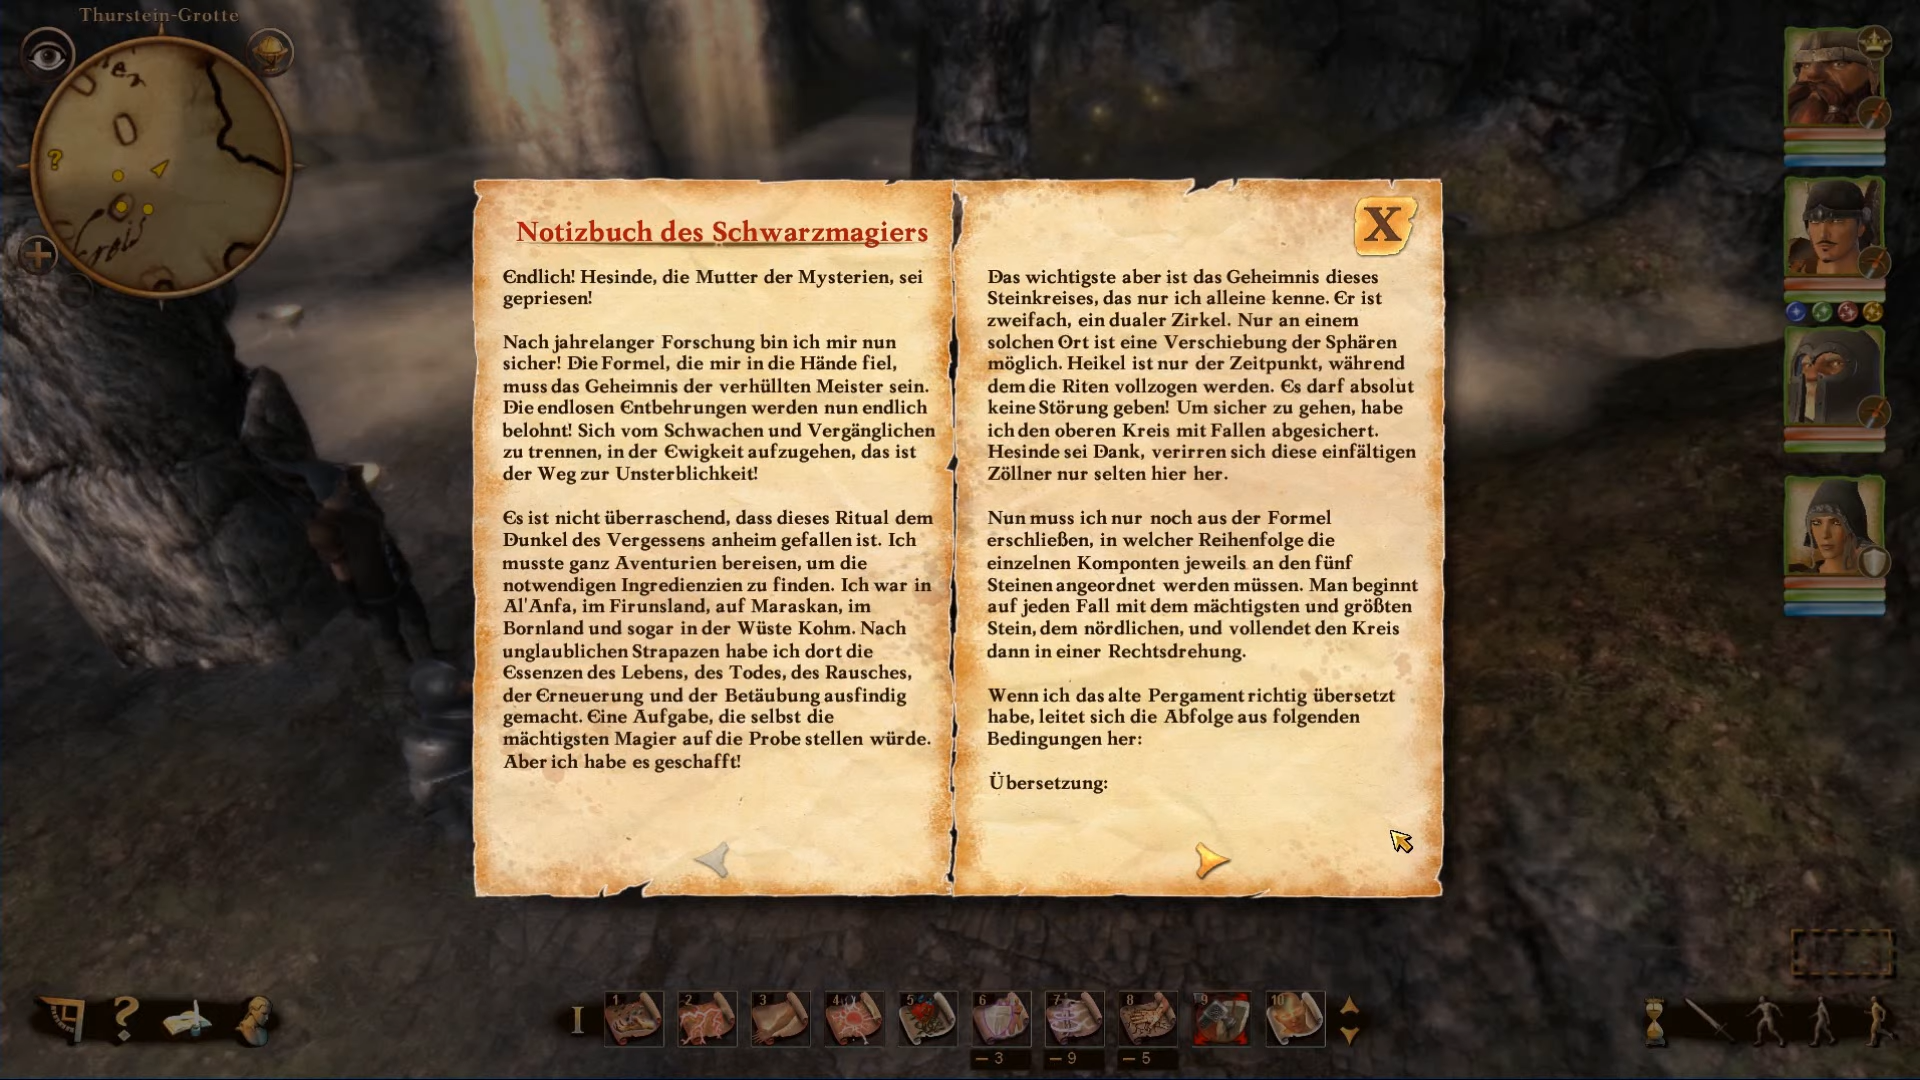 Thurstein-Grotte
Notizbuch des Schwarzmagiers
Endlich! Hesinde, die Mutter der Mysterien, sei
gepriesen!
Nach jahrelanger Forschung bin ich mir nun
sicher! Die Formel, die mir in die Hände fiel,
muss das Geheimnis der verhüllten Meister sein.
Die endlosen Entbehrungen werden nun endlich
belohnt! Sich vom Schwachen und Vergänglichen
zu trennen, in der Ewigkeit aufzugehen, das ist
der Weg zur Unsterblichkeit!
Es ist nicht überraschend, dass dieses Ritual dem
Dunkel des Vergessens anheim gefallen ist. Ich
musste ganz Aventurien bereisen, um die
notwendigen Ingredienzien zu finden. Ich war in
Al'Anfa, im Firunsland, auf Maraskan, im
Bornland und sogar in der Wüste Kohm. Nach
unglaublichen Strapazen habe ich dort die
Essenzen des Lebens, des Todes, des Rausches,
der Erneuerung und der Betäubung ausfindig
gemacht. Eine Aufgabe, die selbst die
mächtigsten Magier auf die Probe stellen würde.
Aber ich habe es geschafft!
X
Das wichtigste aber ist das Geheimnis dieses
Steinkreises, das nur ich alleine kenne. Er ist
zweifach, ein dualer Zirkel. Nur an einem
solchen Ort ist eine Verschiebung der Sphären
möglich. Heikel ist nur der Zeitpunkt, während
dem die Riten vollzogen werden. Es darf absolut
keine Störung geben! Um sicher zu gehen, habe
ich den oberen Kreis mit Fallen abgesichert.
Hesinde sei Dank, verirren sich diese einfältigen
Zöllner nur selten hier her.
Nun muss ich nur noch aus der Formel
erschließen, in welcher Reihenfolge die
einzelnen Komponten jeweils an den fünf
Steinen angeordnet werden müssen. Man beginnt
auf jeden Fall mit dem mächtigsten und größten
Stein, dem nördlichen, und vollendet den Kreis
dann in einer Rechtsdrehung.
Wenn ich das alte Pergament richtig übersetzt
habe, leitet sich die Abfolge aus folgenden
Bedingungen her:
Übersetzung:
I 1 2 3 4 5 6 7 8 9 10
3 9 5